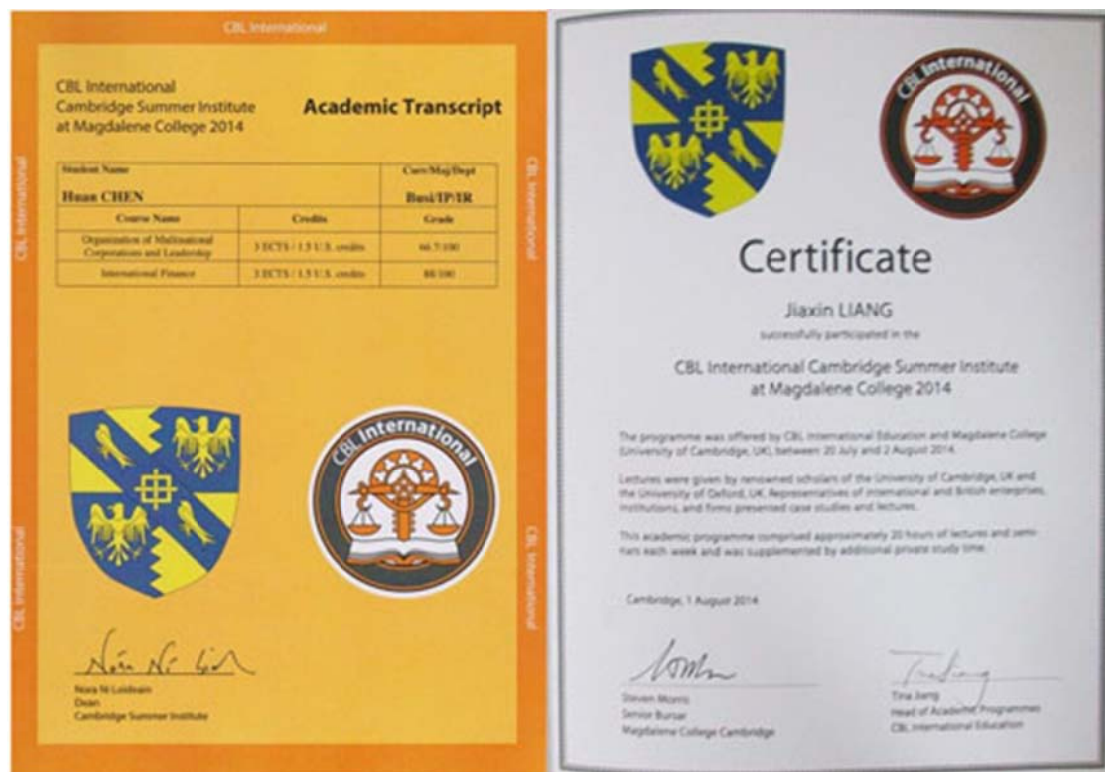 CBL International
CBL International
Cambridge Summer Institute
at Magdalene College 2014
Academic Transcript
Student Name
Curr/Maj/Dept
Huan CHEN
Busi/IP/IR
Course Name
Credits
Grade
Organization of Multinational
Corporations and Leadership
3 ECTS / 1.5 U.S. credits
66.7/100
International Finance
3 ECTS / 1.5 U.S. credits
88/100
CBL International
CBL International
CBL International
CBL International
CBL International
Nora Ni Loideain
Dean
Cambridge Summer Institute
CBL International
Certificate
Jiaxin LIANG
successfully participated in the
CBL International Cambridge Summer Institute
at Magdalene College 2014
The programme was offered by CBL International Education and Magdalene College
(University of Cambridge, UK) between 20 July and 2 August 2014.
Lectures were given by renowned scholars of the University of Cambridge, UK and
the University of Oxford, UK. Representatives of international and British enterprises,
institutions, and firms presented case studies and lectures.
This academic programme comprised approximately 20 hours of lectures and semi-
nars each week and was supplemented by additional private study time.
Cambridge, 1 August 2014
Steven Morris
Senior Bursar
Magdalene College Cambridge
Tina Jiang
Head of Academic Programmes
CBL International Education